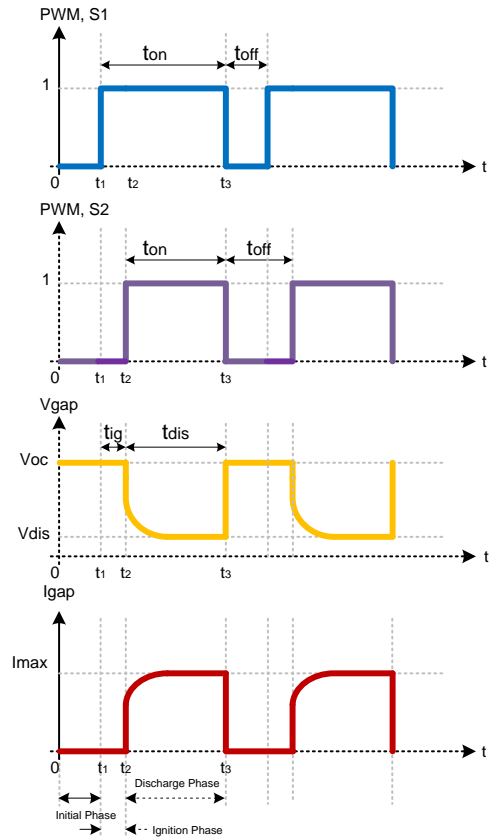 PWM, S1
ton
toff
1
t
0
t1
t2
t3
PWM, S2
ton
toff
1
t
0
t1
t2
t3
Vgap
tig
tdis
Voc
Vdis
t
0
t1
t2
t3
Igap
Imax
t
0
t1
t2
t3
Discharge Phase
Initial Phase
Ignition Phase